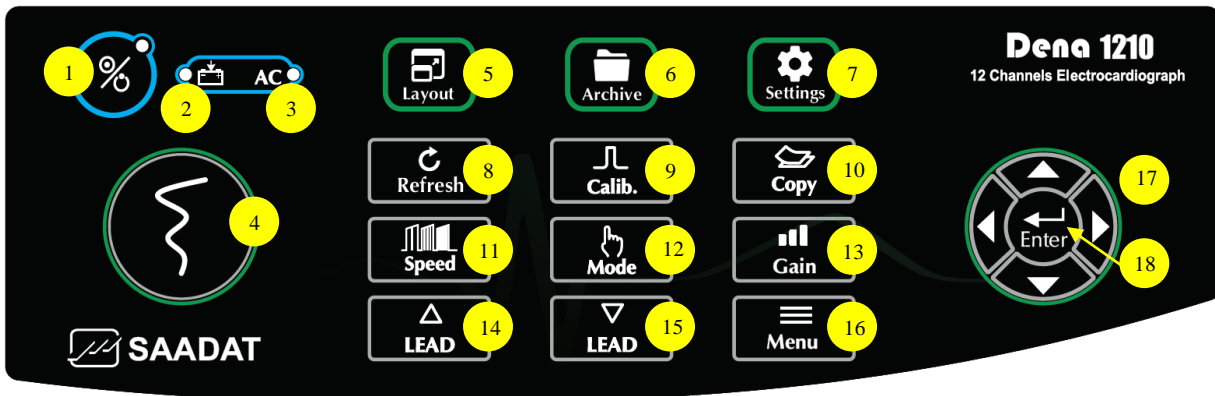 Dena 1210
12 Channels Electrocardiograph
1
2
AC
3
Layout
5
Archive
6
Settings
7
4
Refresh
8
Calib.
9
Copy
10
Speed
11
Mode
12
Gain
13
LEAD
14
LEAD
15
Menu
16
17
Enter
18
SAADAT